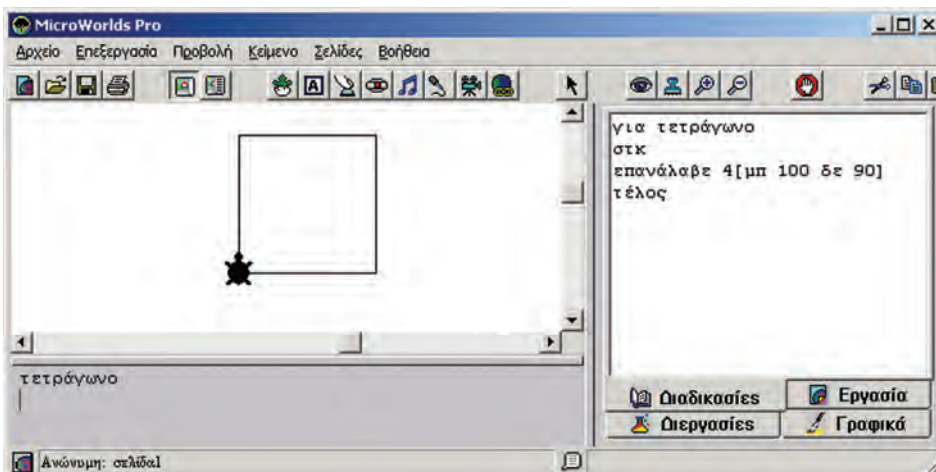 MicroWorlds Pro
Αρχείο Επεξεργασία Προβολή Κείμενο Σελίδες Βοήθεια
για τετράγωνο
στκ
επανάλαβε 4[μπ 100 δε 90]
τέλος
τετράγωνο
Διαδικασίες Εργασία
Διεργασίες Γραφικά
Ανώνυμη: σελίδα1